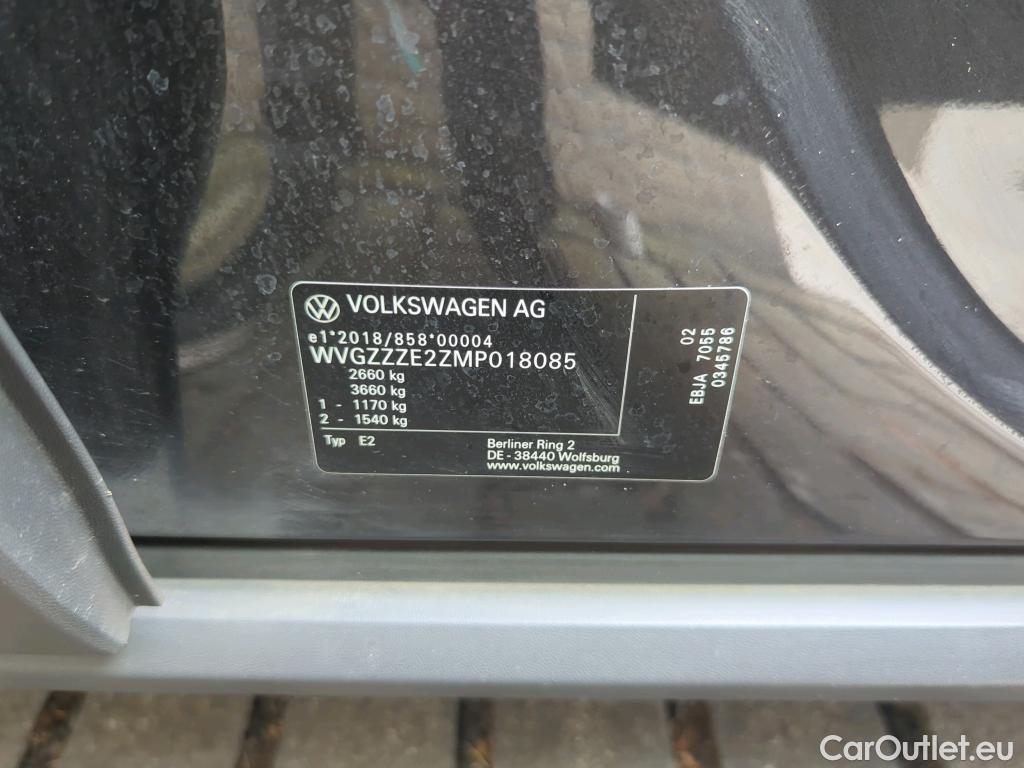 VOLKSWAGEN AG
e1*2018/858*00004
WVGZZZE2ZMP018085
2660 kg
3660 kg
1 - 1170 kg
2 - 1540 kg
Typ E2
Berliner Ring 2
DE - 38440 Wolfsburg
www.volkswagen.com
02
EBJA 7055
0345786
CarOutlet.eu